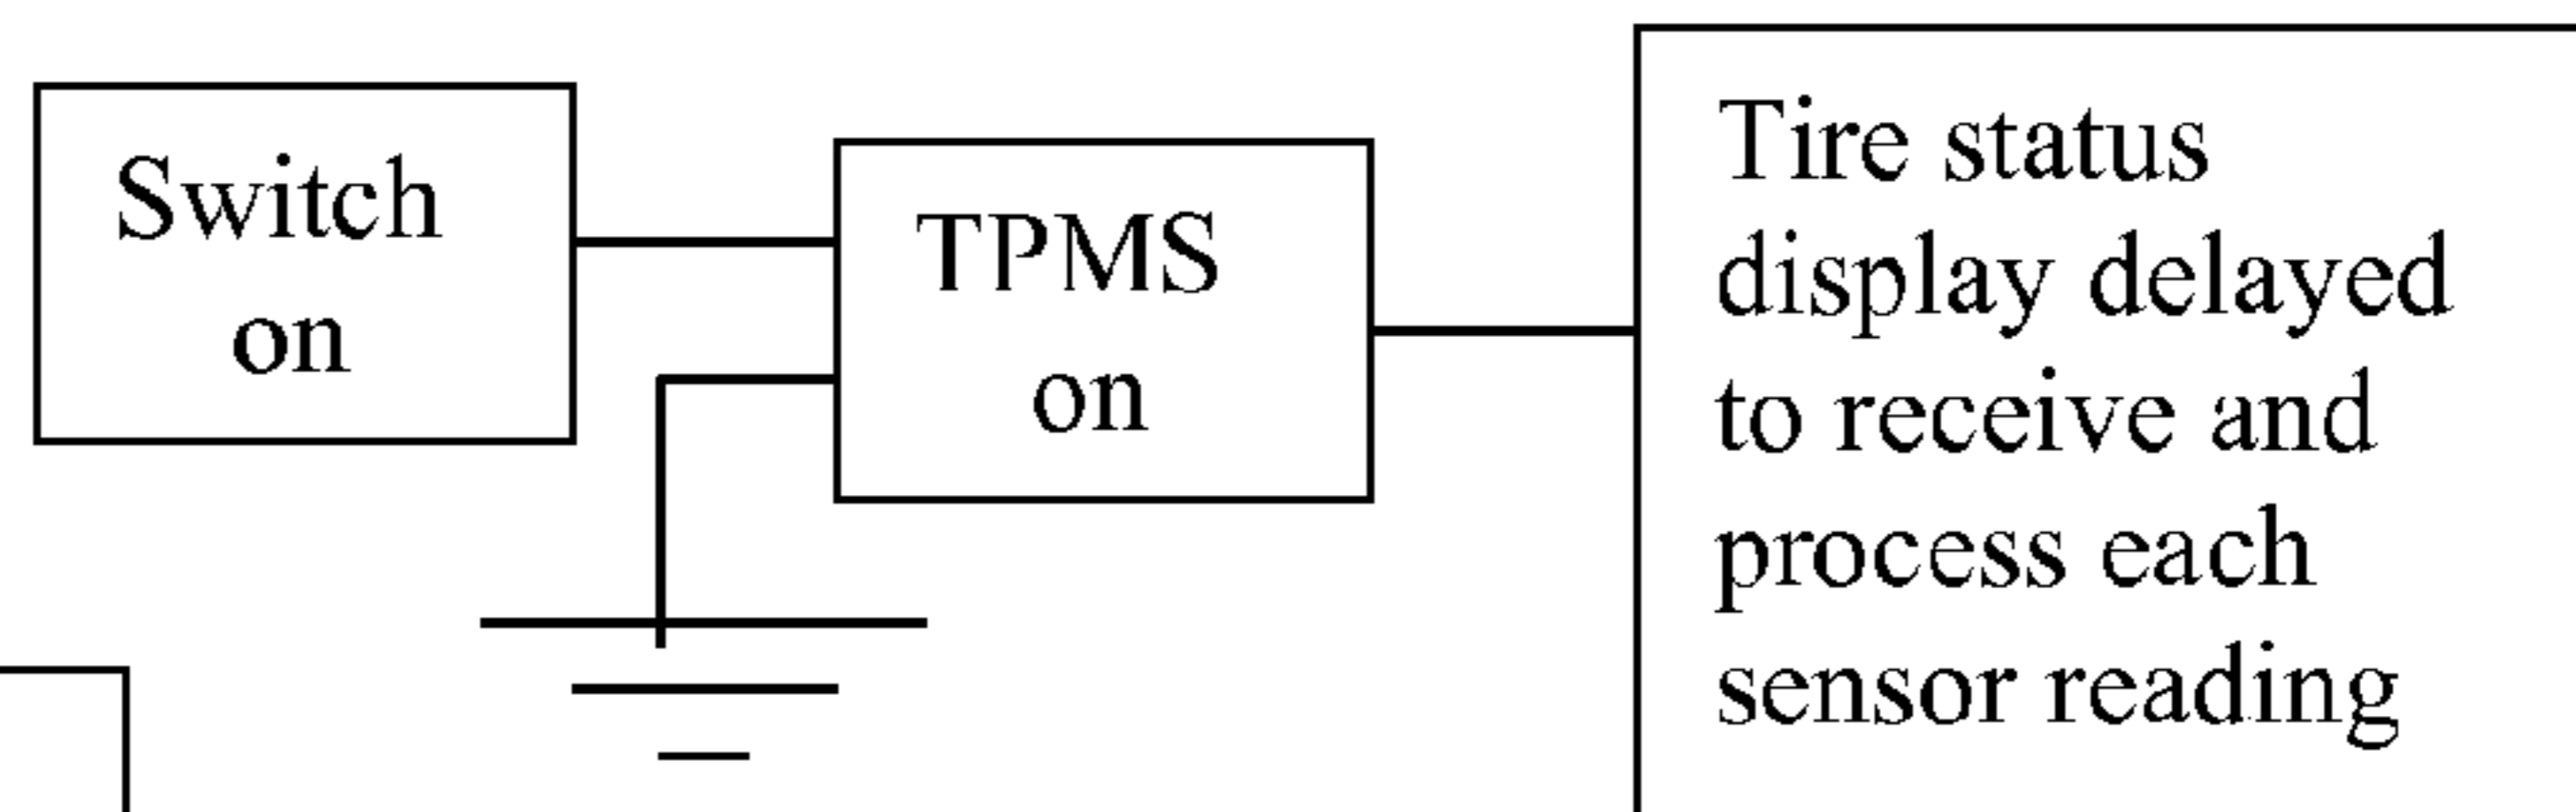 Switch
on
TPMS
on
Tire status
display delayed
to receive and
process each
sensor reading